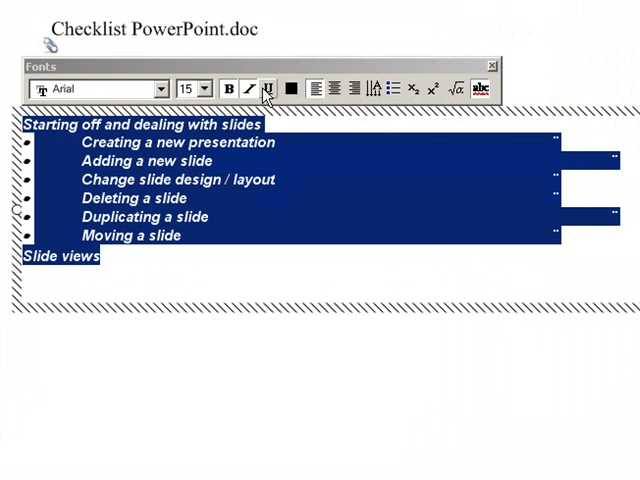 Checklist PowerPoint.doc
Fonts
Arial 15 B I U abc
Starting off and dealing with slides
• Creating a new presentation
• Adding a new slide
• Change slide design / layout
• Deleting a slide
• Duplicating a slide
• Moving a slide
Slide views